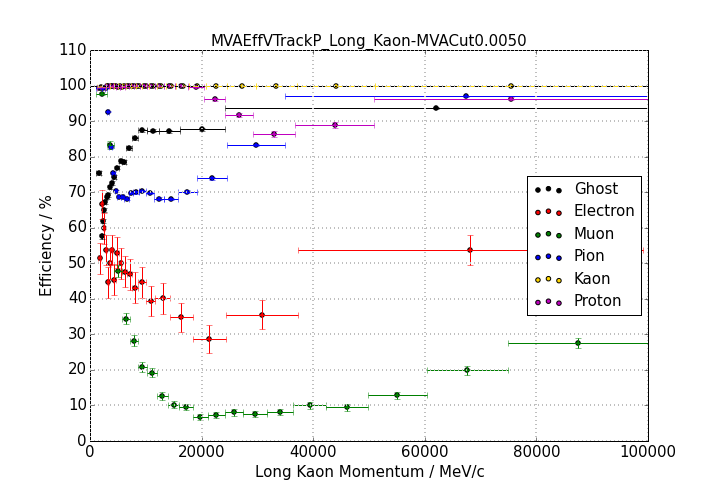 MVAEffVTrackP_Long_Kaon-MVACut0.0050
110
100
90
80
70
60
50
40
30
20
10
0
Efficiency / %
Ghost
Electron
Muon
Pion
Kaon
Proton
0 20000 40000 60000 80000 100000
Long Kaon Momentum / MeV/c